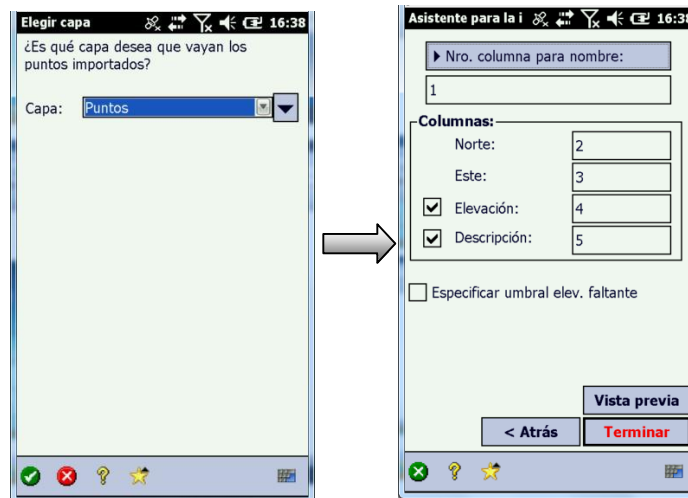 Elegir capa 16:38
¿Es qué capa desea que vayan los
puntos importados?
Capa: Puntos
Asistente para la i 16:38
Nro. columna para nombre:
1
Columnas:
Norte: 2
Este: 3
Elevación: 4
Descripción: 5
Especificar umbral elev. faltante
Vista previa
< Atrás Terminar